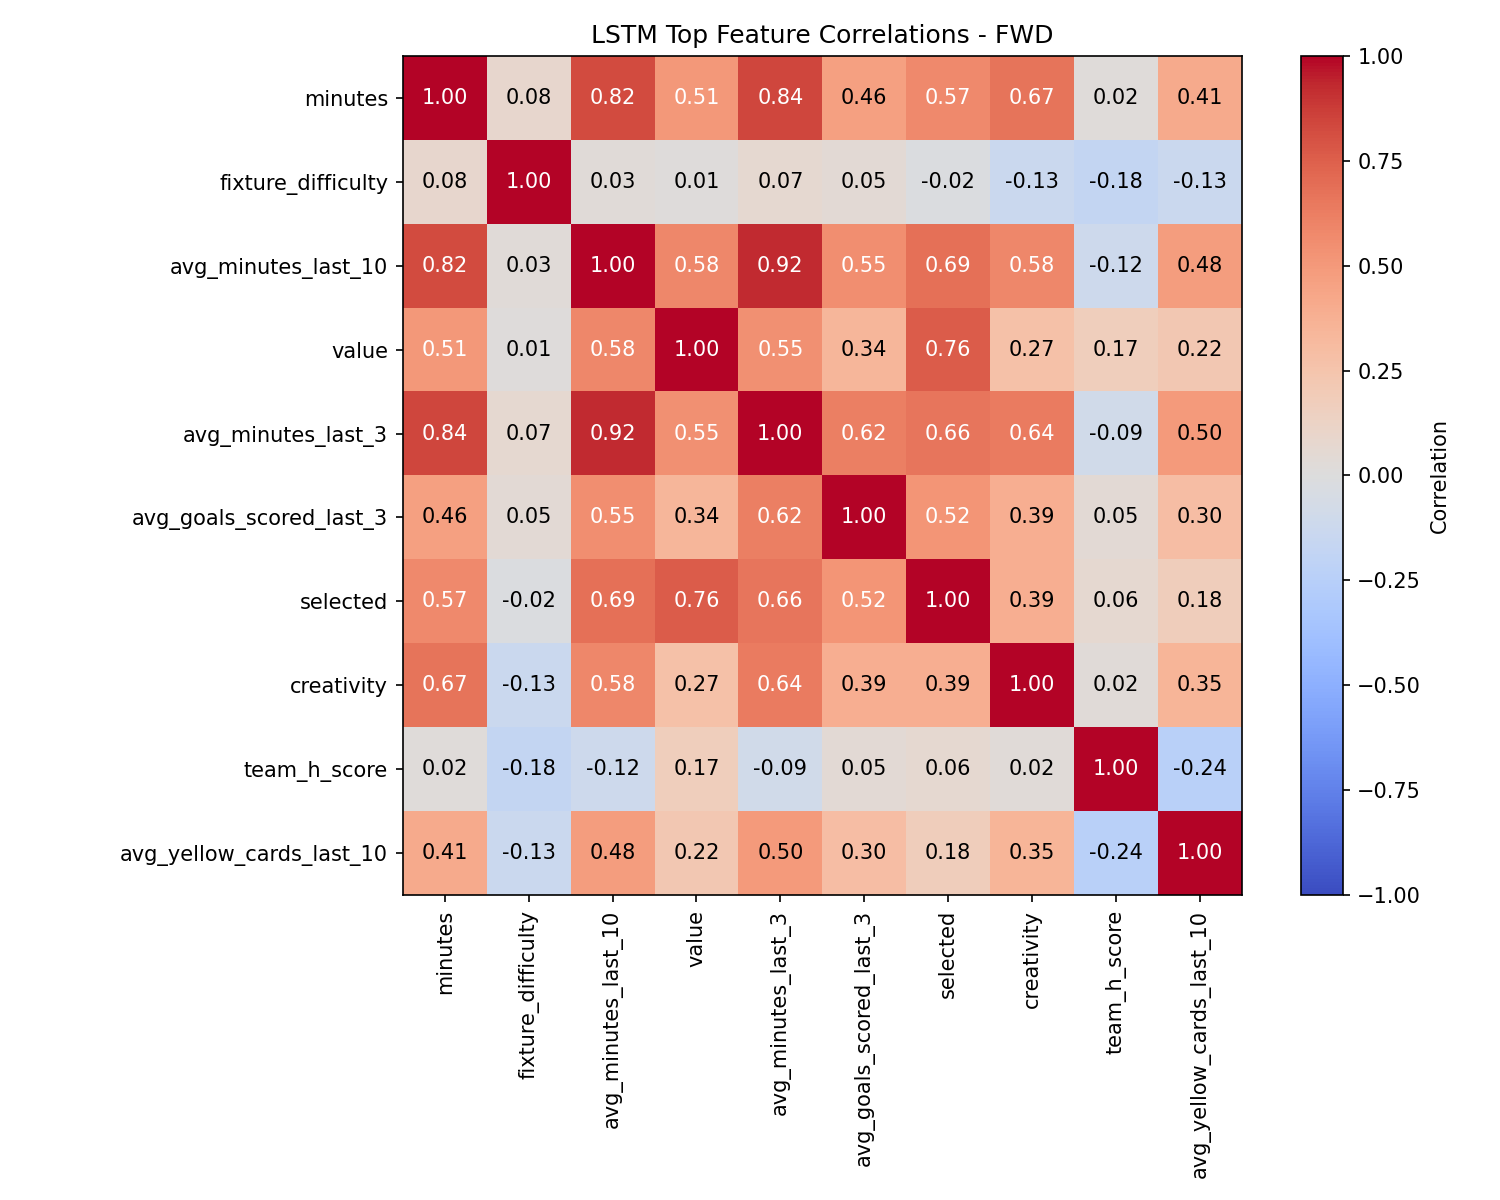 LSTM Top Feature Correlations - FWD
minutes 1.00 0.08 0.82 0.51 0.84 0.46 0.57 0.67 0.02 0.41
fixture_difficulty 0.08 1.00 0.03 0.01 0.07 0.05 -0.02 -0.13 -0.18 -0.13
avg_minutes_last_10 0.82 0.03 1.00 0.58 0.92 0.55 0.69 0.58 -0.12 0.48
value 0.51 0.01 0.58 1.00 0.55 0.34 0.76 0.27 0.17 0.22
avg_minutes_last_3 0.84 0.07 0.92 0.55 1.00 0.62 0.66 0.64 -0.09 0.50
avg_goals_scored_last_3 0.46 0.05 0.55 0.34 0.62 1.00 0.52 0.39 0.05 0.30
selected 0.57 -0.02 0.69 0.76 0.66 0.52 1.00 0.39 0.06 0.18
creativity 0.67 -0.13 0.58 0.27 0.64 0.39 0.39 1.00 0.02 0.35
team_h_score 0.02 -0.18 -0.12 0.17 -0.09 0.05 0.06 0.02 1.00 -0.24
avg_yellow_cards_last_10 0.41 -0.13 0.48 0.22 0.50 0.30 0.18 0.35 -0.24 1.00
minutes
fixture_difficulty
avg_minutes_last_10
value
avg_minutes_last_3
avg_goals_scored_last_3
selected
creativity
team_h_score
avg_yellow_cards_last_10
1.00
0.75
0.50
0.25
0.00
−0.25
−0.50
−0.75
−1.00
Correlation